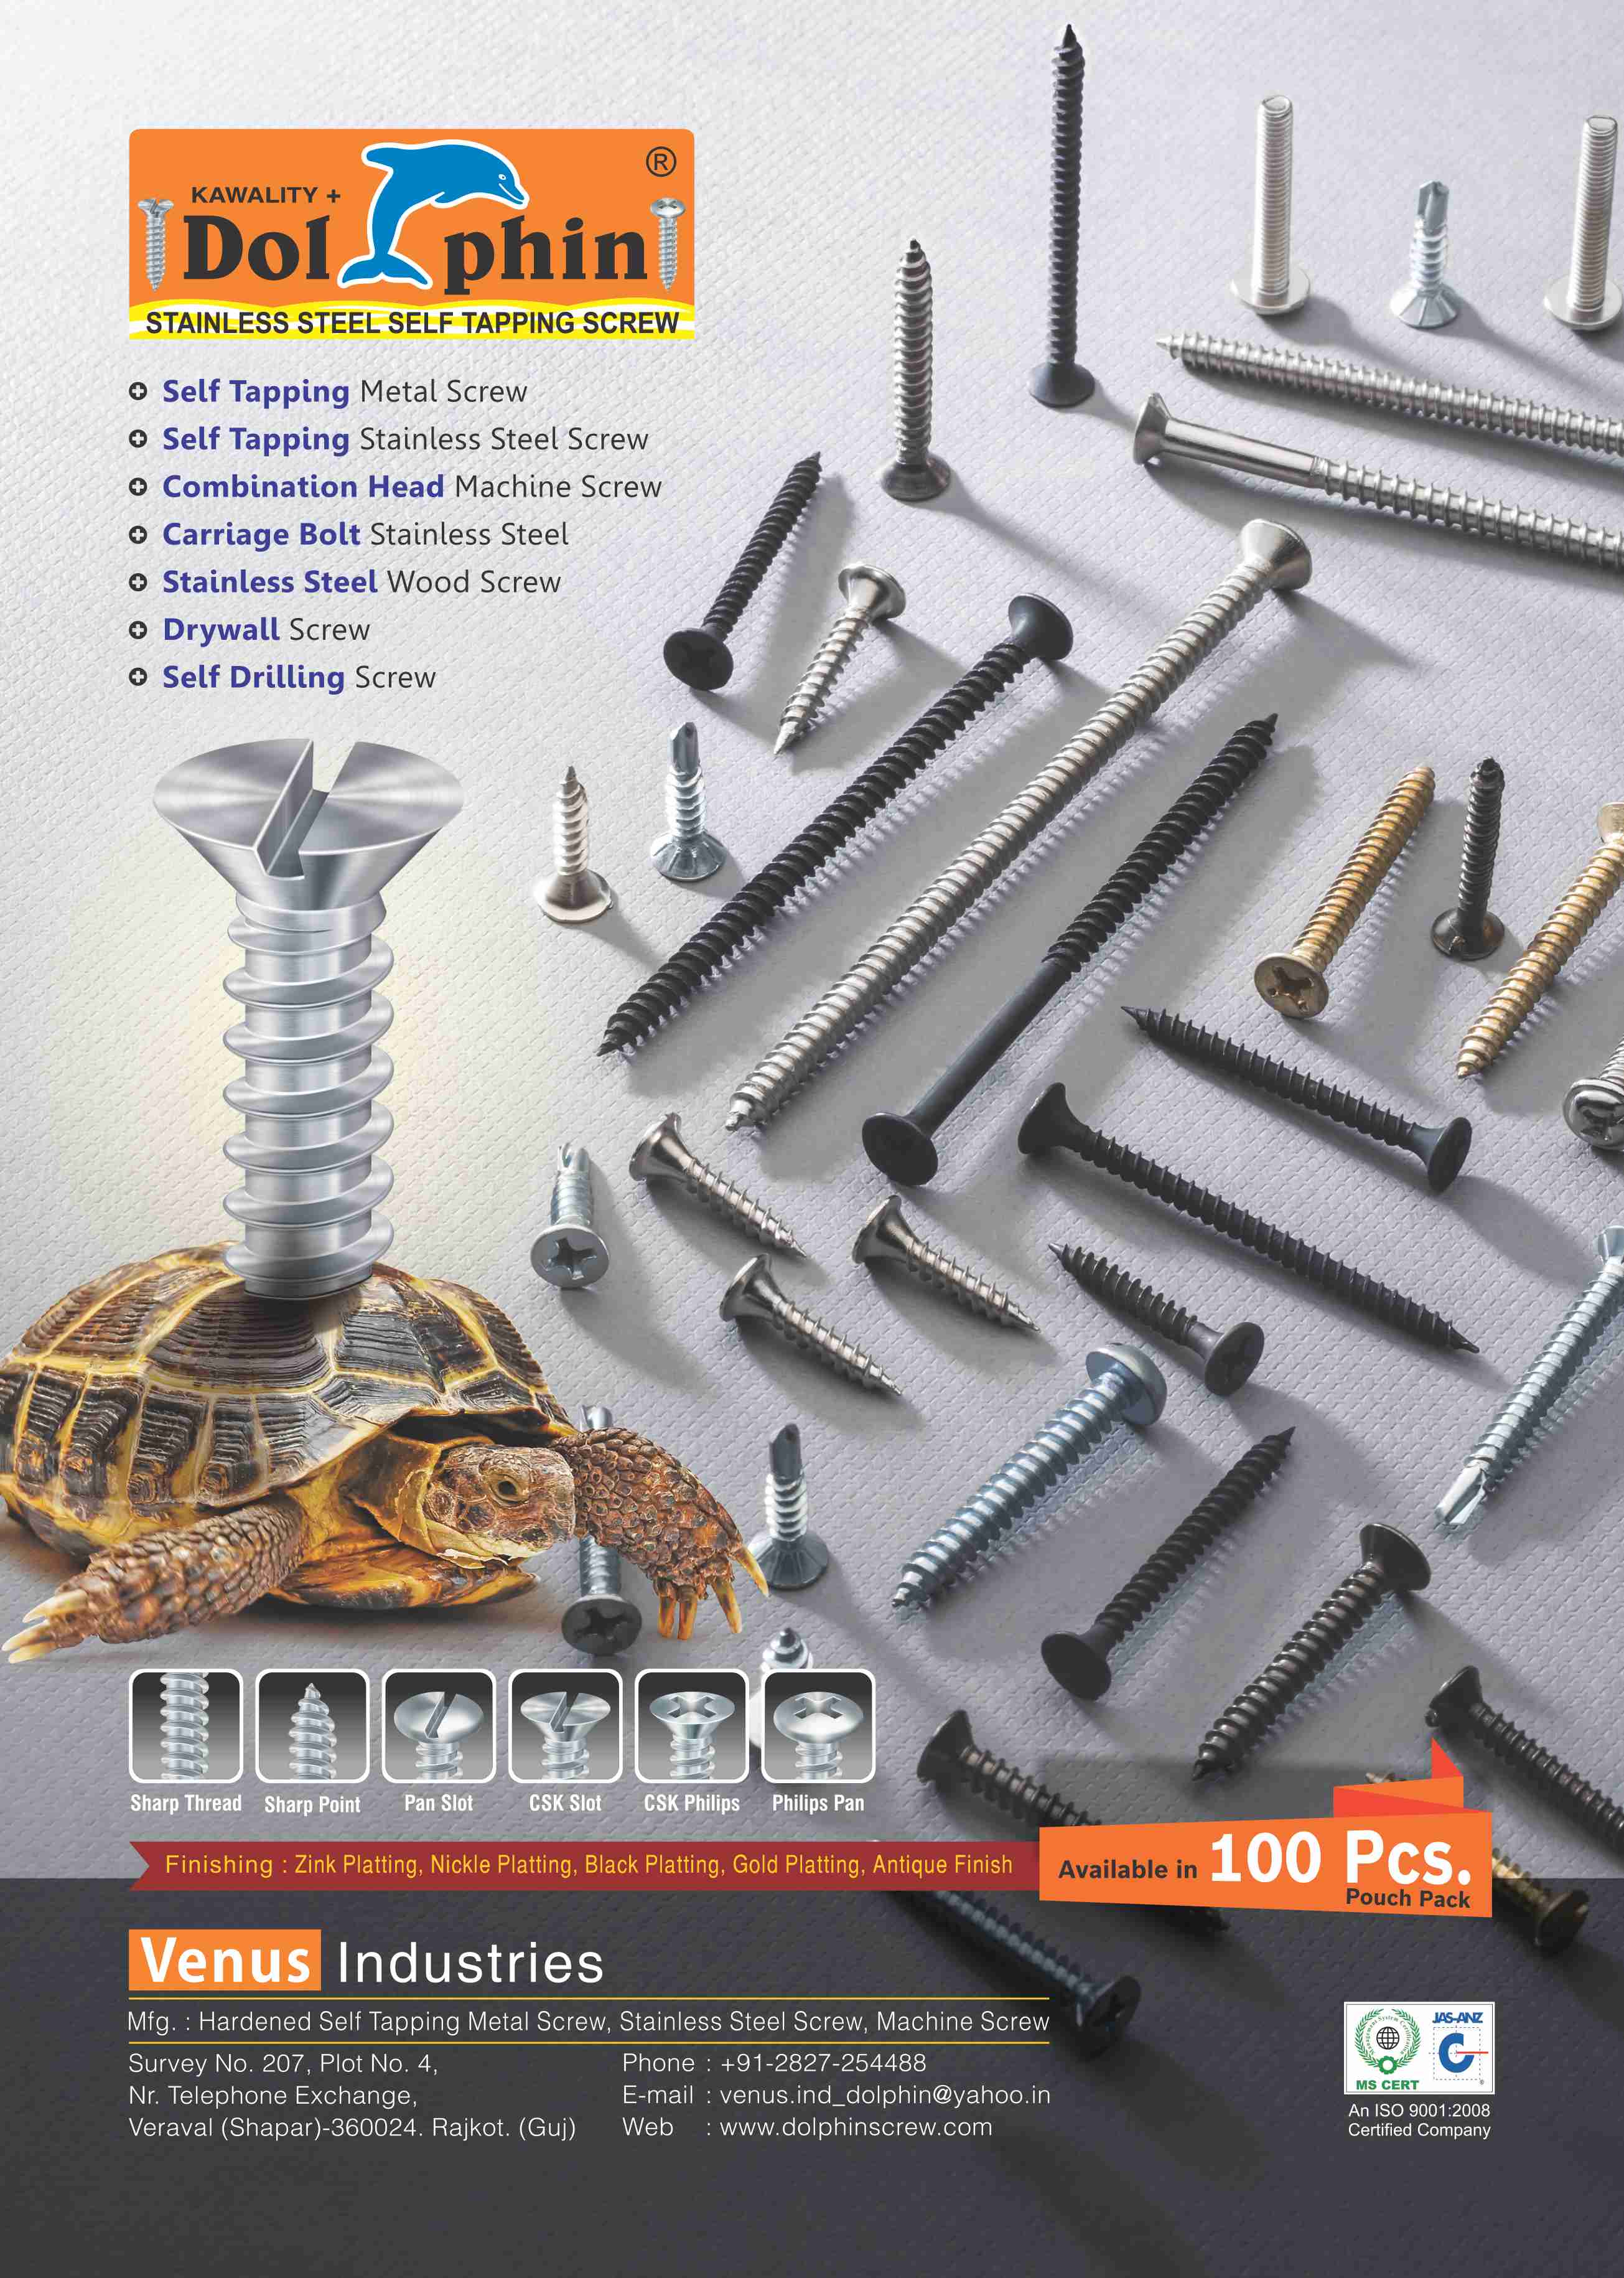 KAWALITY +
Dolphin ®
STAINLESS STEEL SELF TAPPING SCREW
Self Tapping Metal Screw
Self Tapping Stainless Steel Screw
Combination Head Machine Screw
Carriage Bolt Stainless Steel
Stainless Steel Wood Screw
Drywall Screw
Self Drilling Screw
Sharp Thread
Sharp Point
Pan Slot
CSK Slot
CSK Philips
Philips Pan
Finishing : Zink Platting, Nickle Platting, Black Platting, Gold Platting, Antique Finish
Available in 100 Pcs.
Pouch Pack
Venus Industries
Mfg. : Hardened Self Tapping Metal Screw, Stainless Steel Screw, Machine Screw
Survey No. 207, Plot No. 4,
Nr. Telephone Exchange,
Veraval (Shapar)-360024. Rajkot. (Guj)
Phone : +91-2827-254488
E-mail : venus.ind_dolphin@yahoo.in
Web : www.dolphinscrew.com
Management System Certification
MS CERT
JAS-ANZ
An ISO 9001:2008
Certified Company